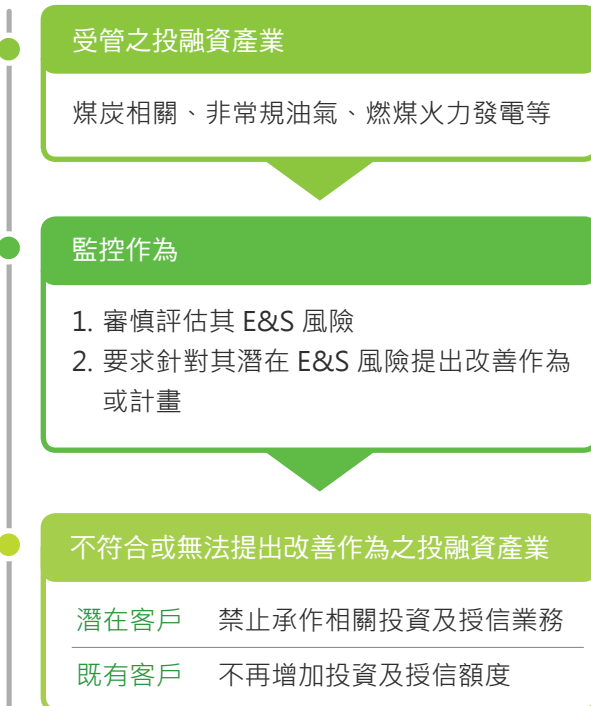 受管之投融資產業
煤炭相關、非常規油氣、燃煤火力發電等
監控作為
1. 審慎評估其 E&S 風險
2. 要求針對其潛在 E&S 風險提出改善作為
或計畫
不符合或無法提出改善作為之投融資產業
潛在客戶 禁止承作相關投資及授信業務
既有客戶 不再增加投資及授信額度